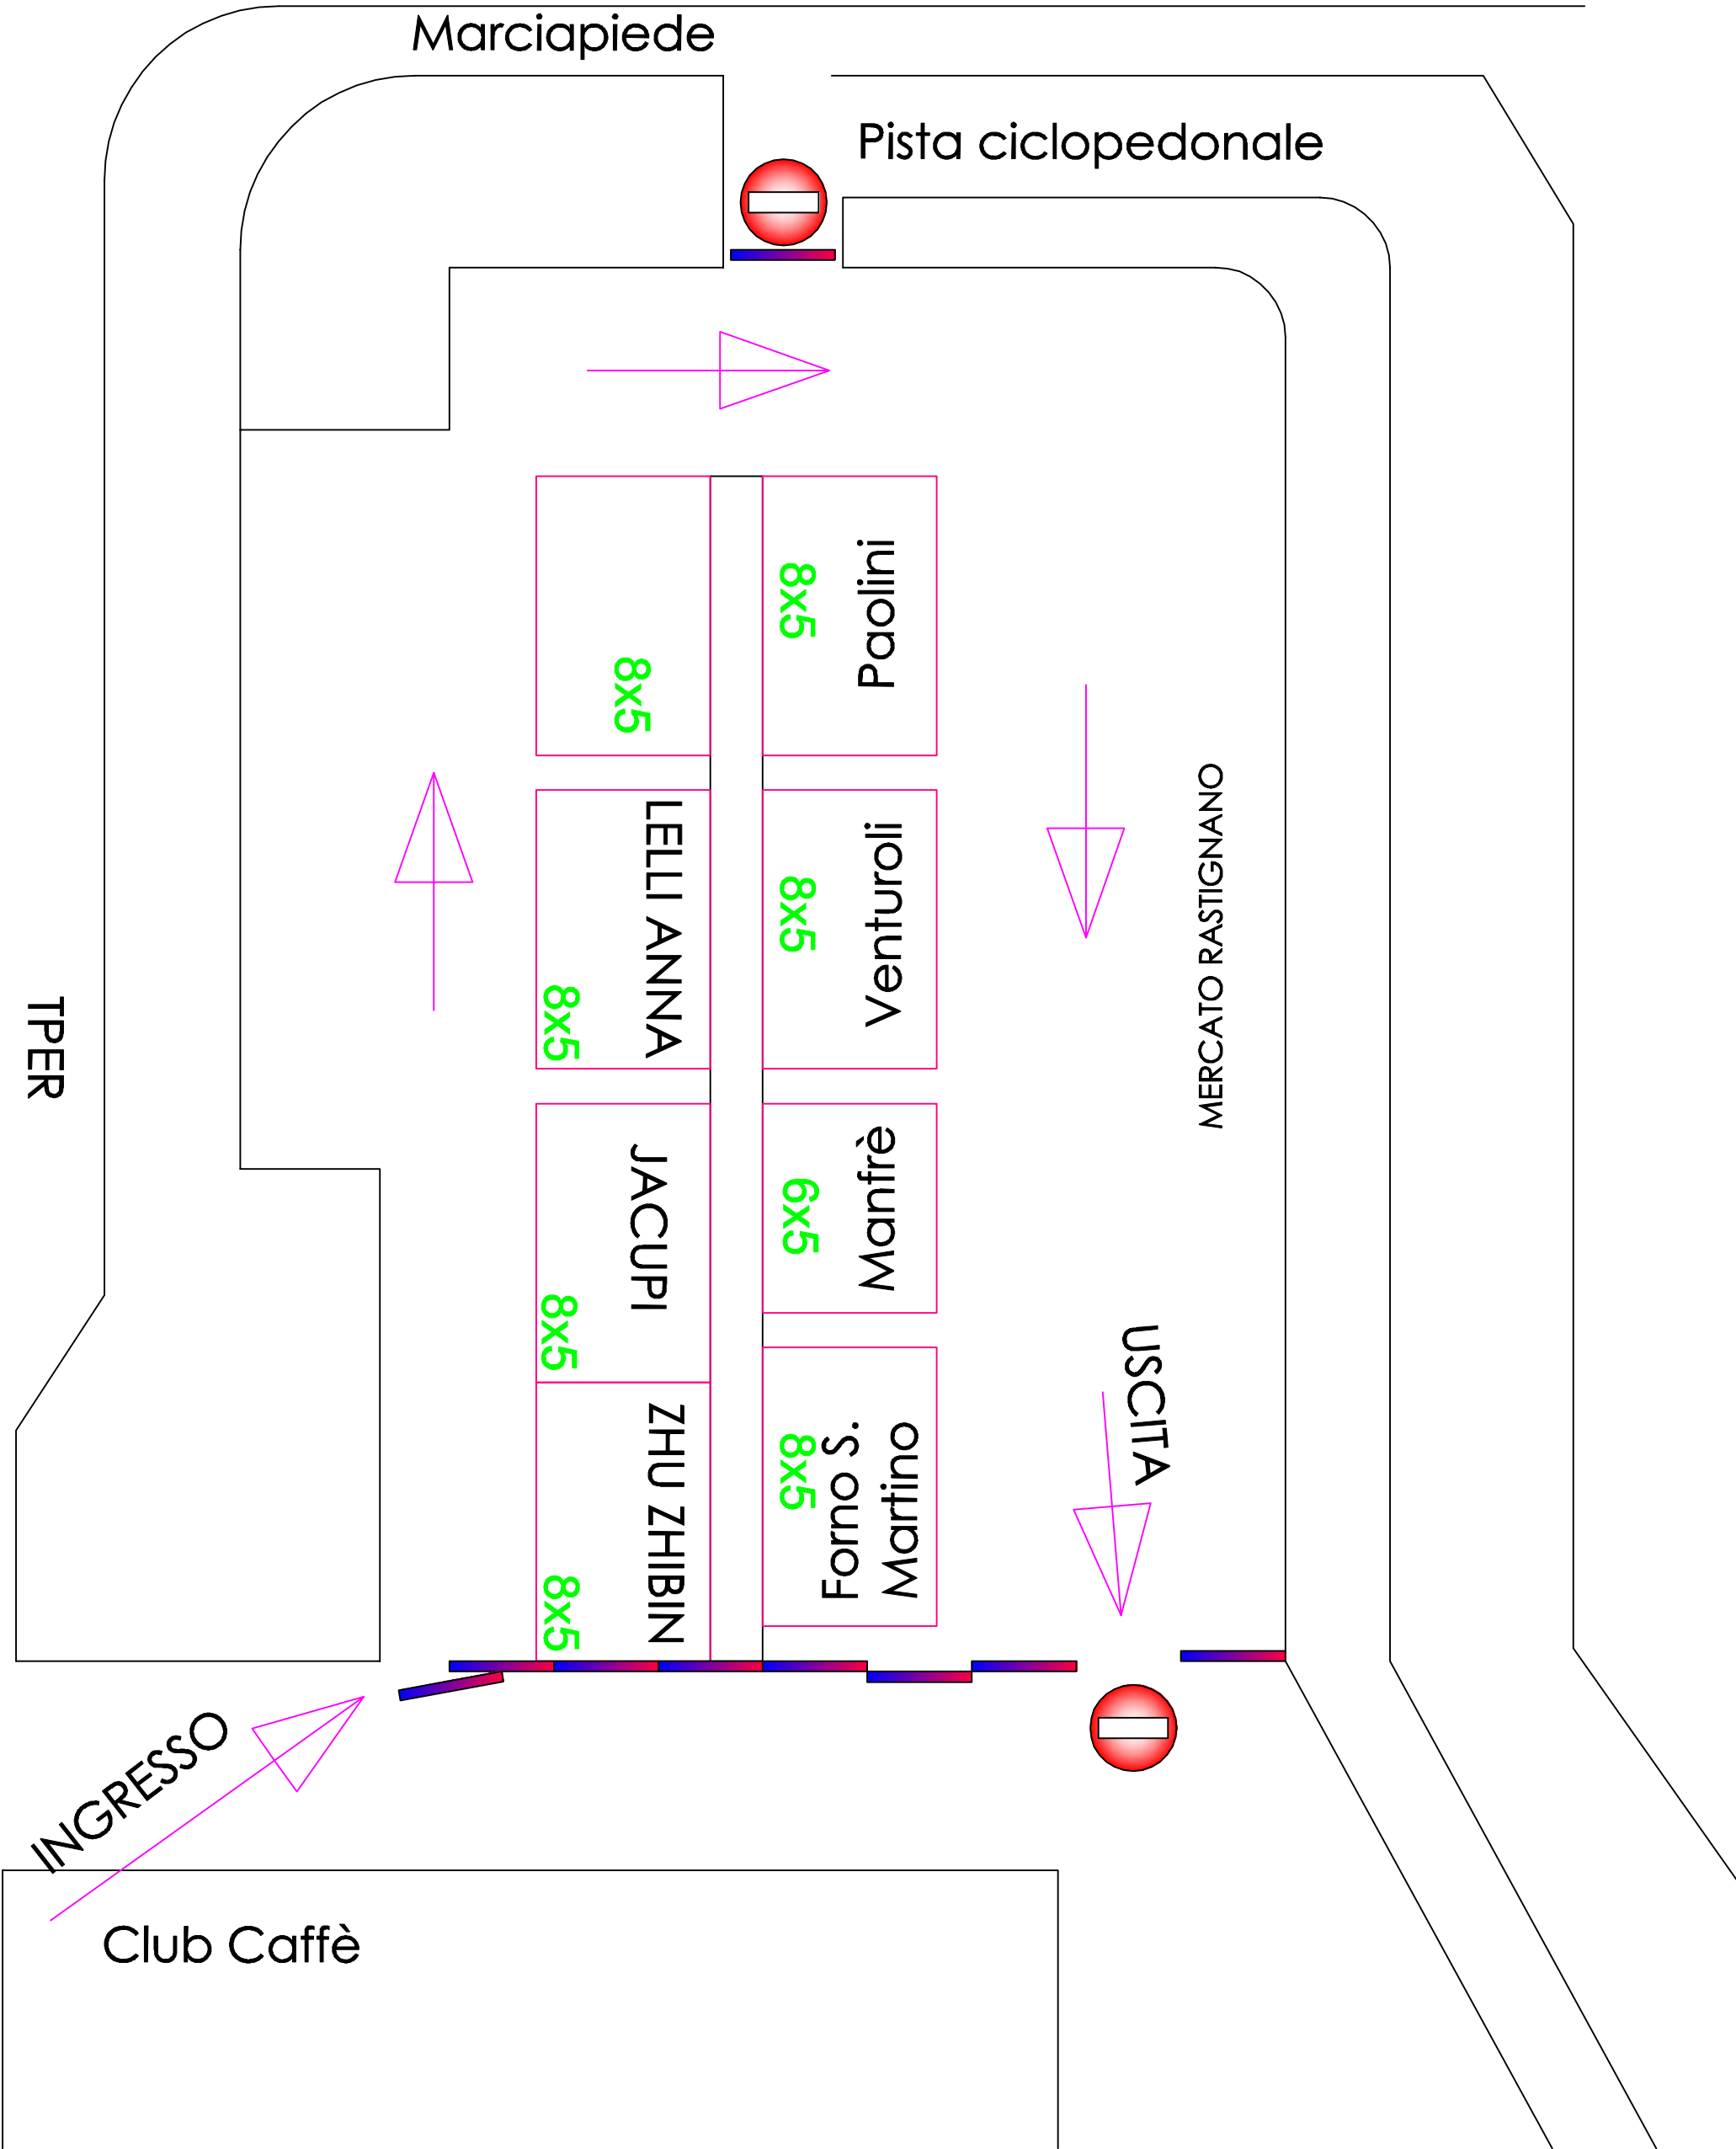 Marciapiede
Pista ciclopedonale
8x5
Paolini
8x5
LELLI ANNA
8x5
Venturoli
8x5
MERCATO RASTIGNANO
TPER
JACUPI
8x5
Manfrè
6x5
ZHU ZHIBIN
8x5
Forno S.
Martino
8x5
USCITA
INGRESSO
Club Caffè